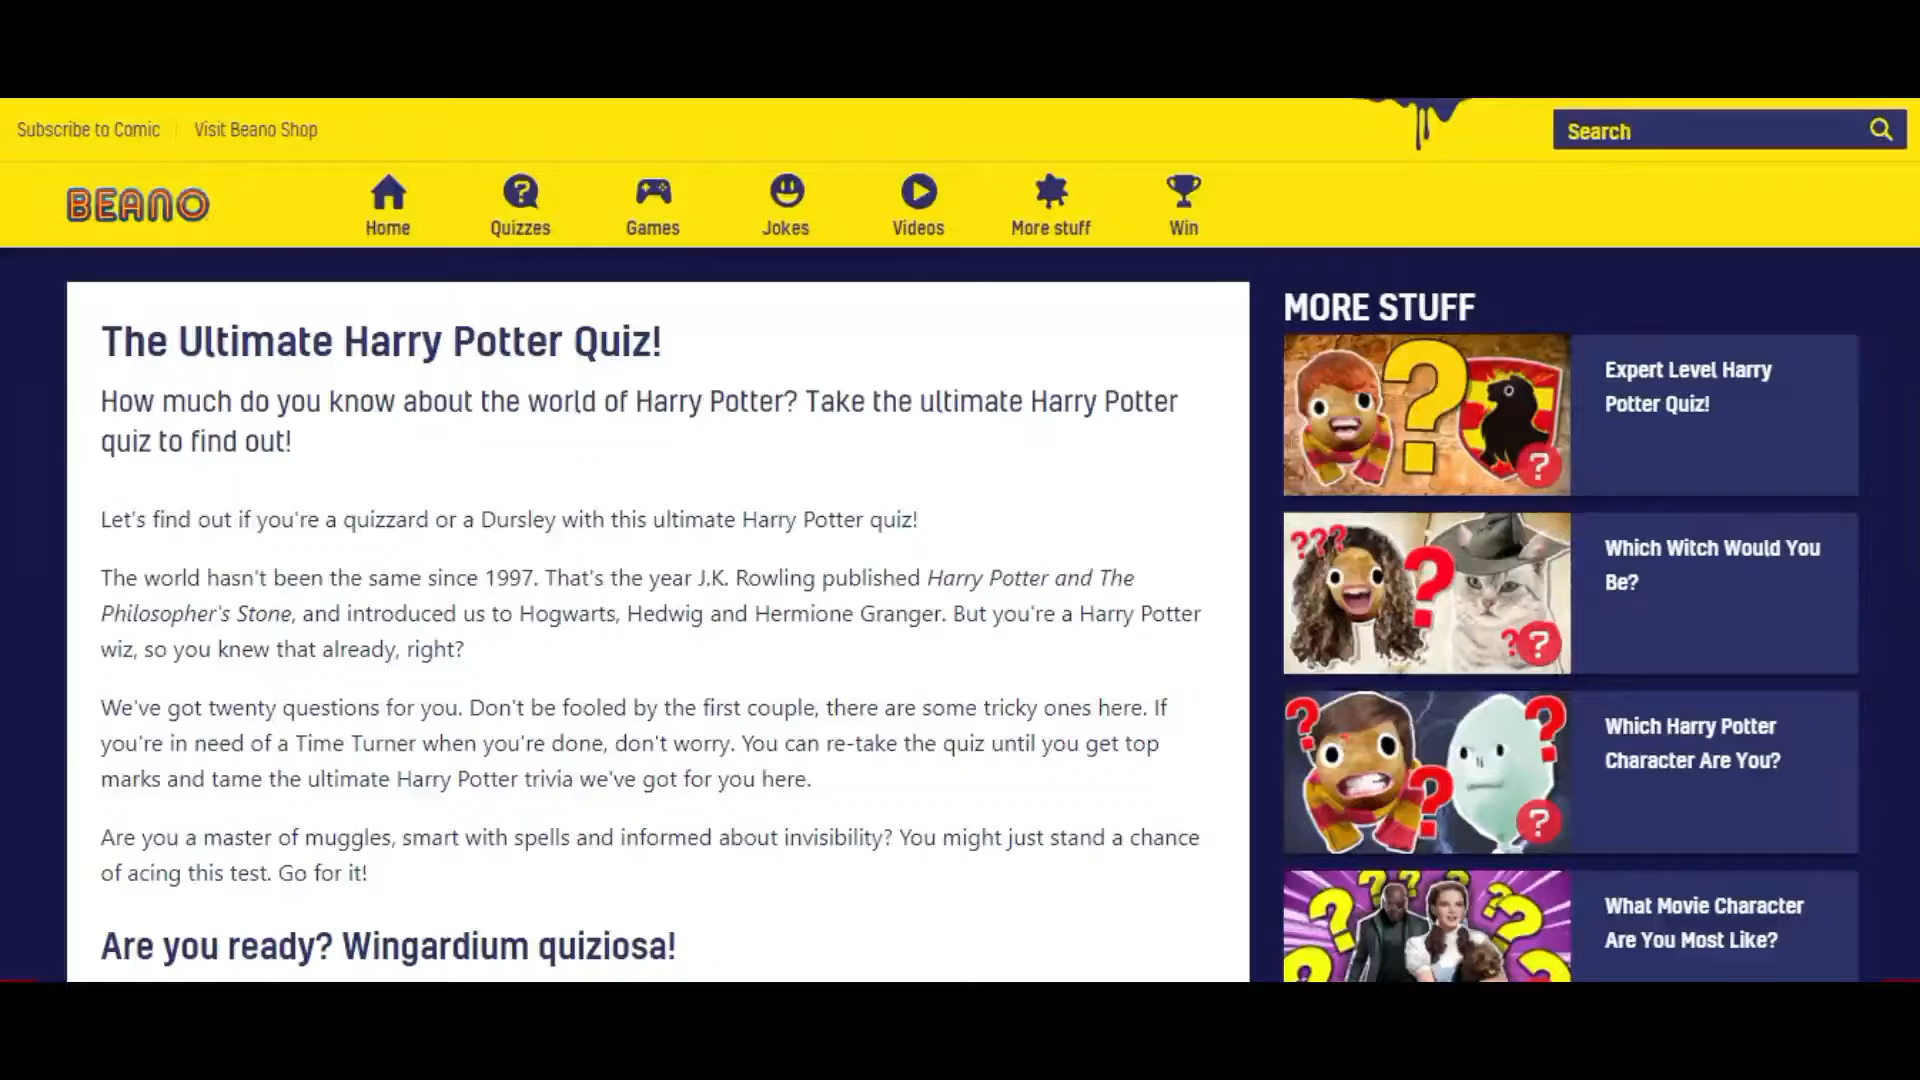 Subscribe to Comic
Visit Beano Shop
Search
BEANO
Home
Quizzes
Games
Jokes
Videos
More stuff
Win
The Ultimate Harry Potter Quiz!
How much do you know about the world of Harry Potter? Take the ultimate Harry Potter
quiz to find out!
Let's find out if you're a quizzard or a Dursley with this ultimate Harry Potter quiz!
The world hasn't been the same since 1997. That's the year J.K. Rowling published Harry Potter and The
Philosopher's Stone, and introduced us to Hogwarts, Hedwig and Hermione Granger. But you're a Harry Potter
wiz, so you knew that already, right?
We've got twenty questions for you. Don't be fooled by the first couple, there are some tricky ones here. If
you're in need of a Time Turner when you're done, don't worry. You can re-take the quiz until you get top
marks and tame the ultimate Harry Potter trivia we've got for you here.
Are you a master of muggles, smart with spells and informed about invisibility? You might just stand a chance
of acing this test. Go for it!
Are you ready? Wingardium quiziosa!
MORE STUFF
Expert Level Harry
Potter Quiz!
Which Witch Would You
Be?
Which Harry Potter
Character Are You?
What Movie Character
Are You Most Like?